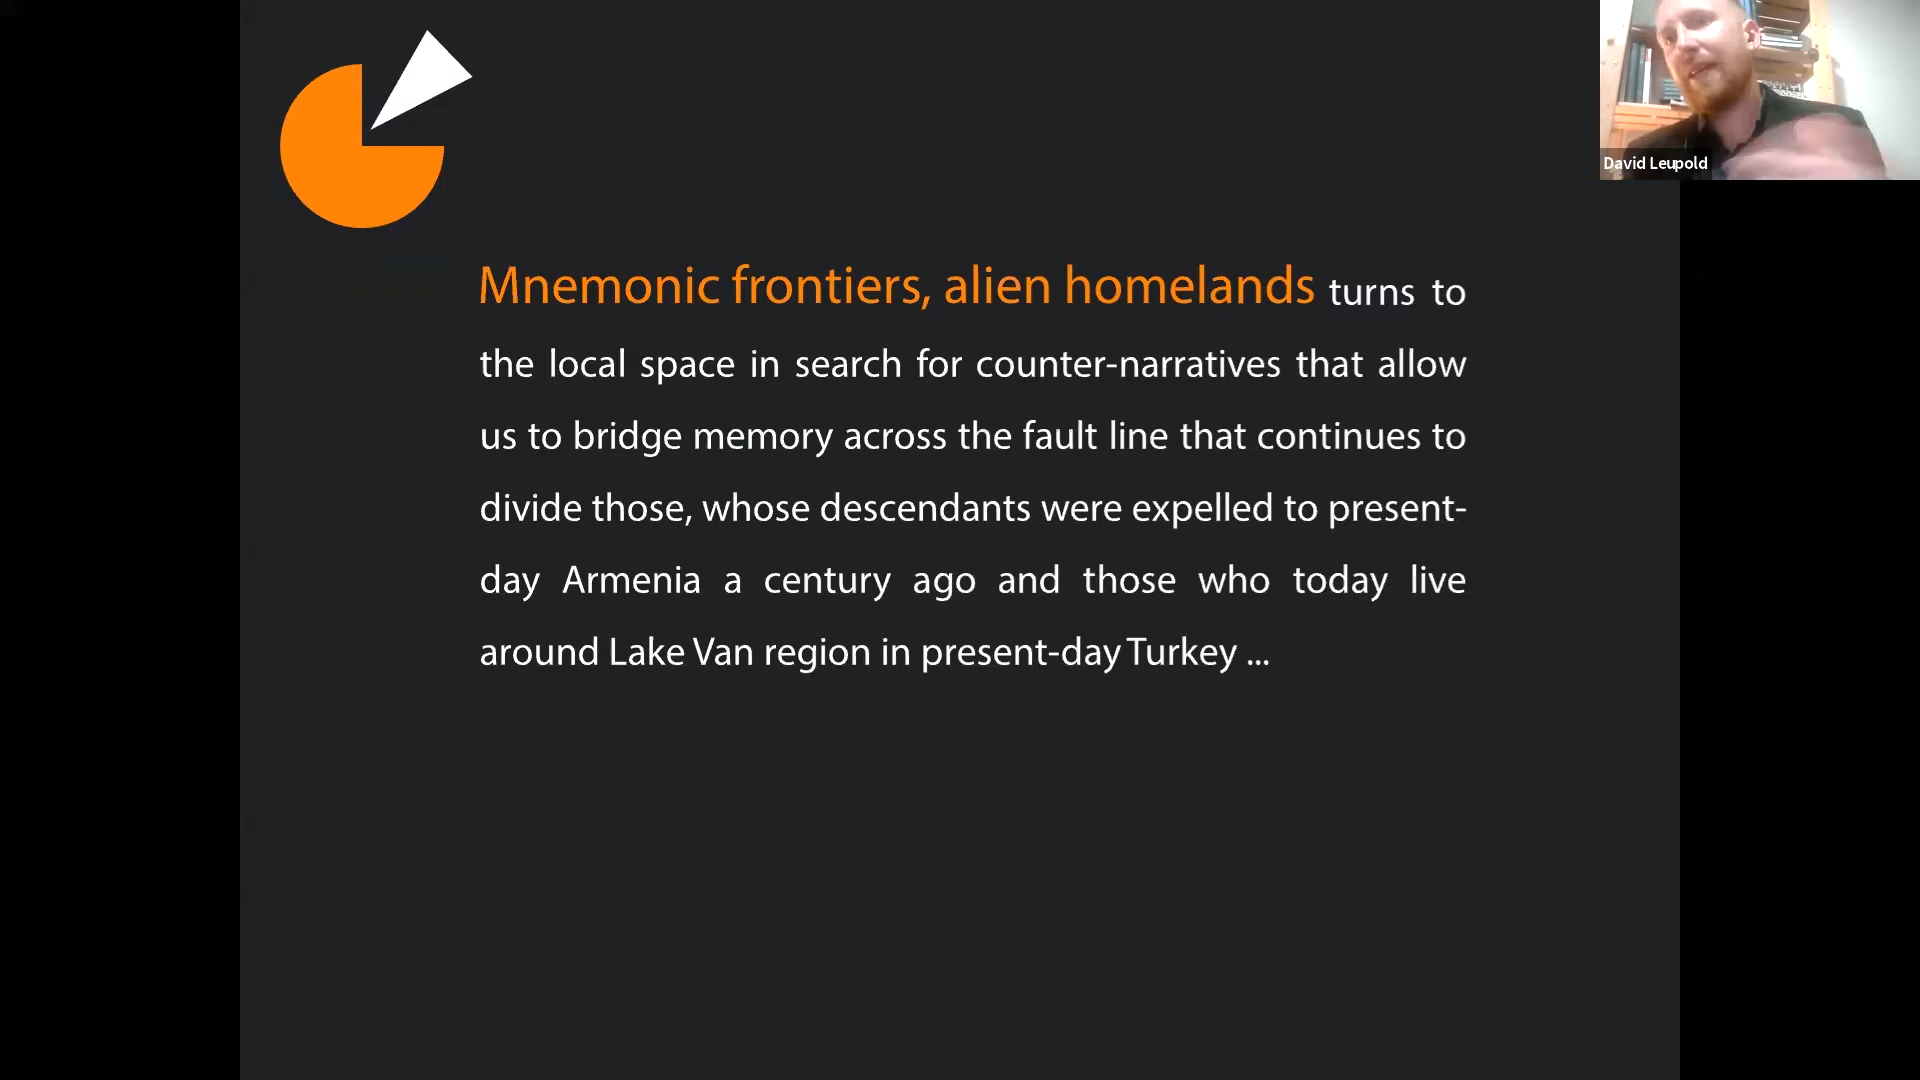 David Leupold
Mnemonic frontiers, alien homelands turns to
the local space in search for counter-narratives that allow
us to bridge memory across the fault line that continues to
divide those, whose descendants were expelled to present-
day Armenia a century ago and those who today live
around Lake Van region in present-day Turkey ...